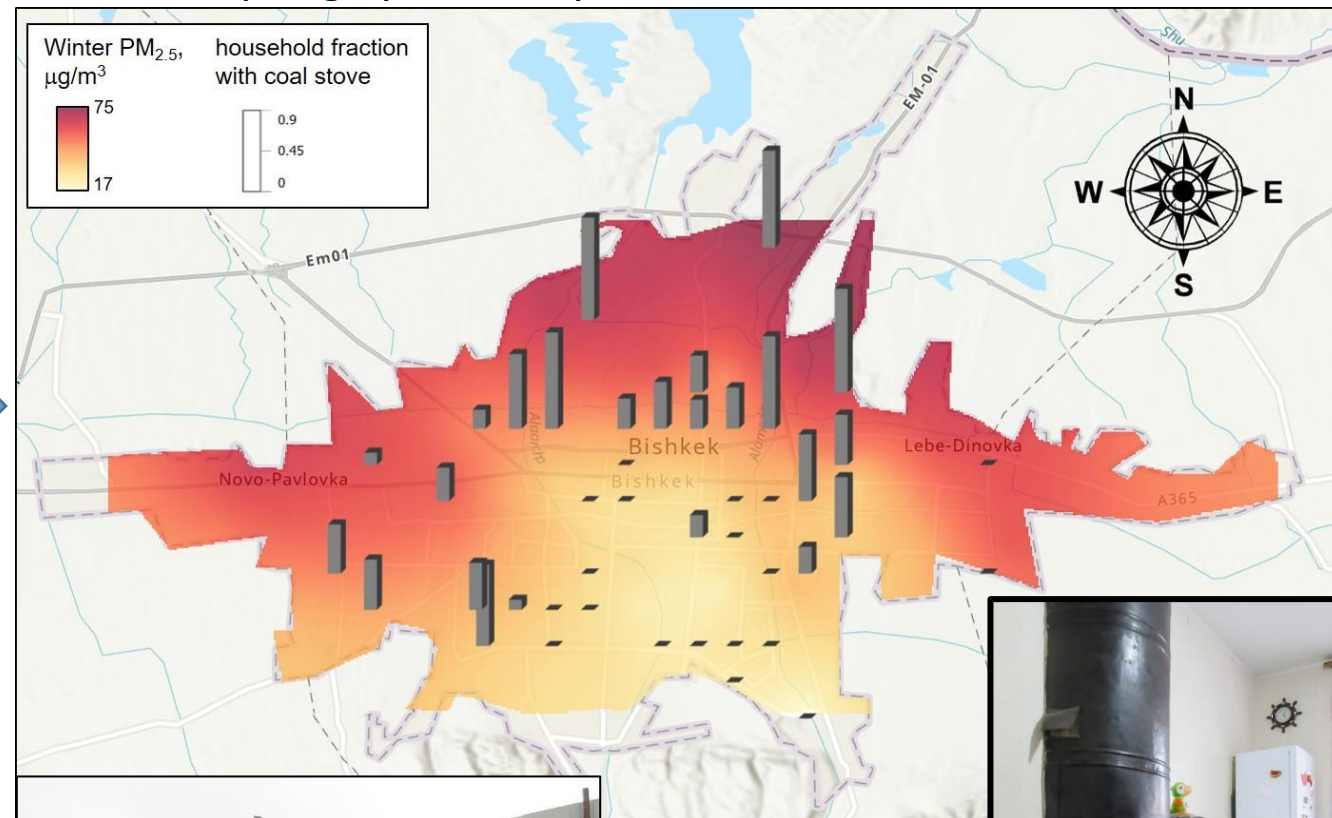 Winter PM2.5,
μg/m3
75
17
household fraction
with coal stove
0.9
0.45
0
Shu
EM-01
N
W
E
S
Em01
Alaarcha
Bishkek
Lebe-Dinovka
Novo-Pavlovka
Bishkek
A365